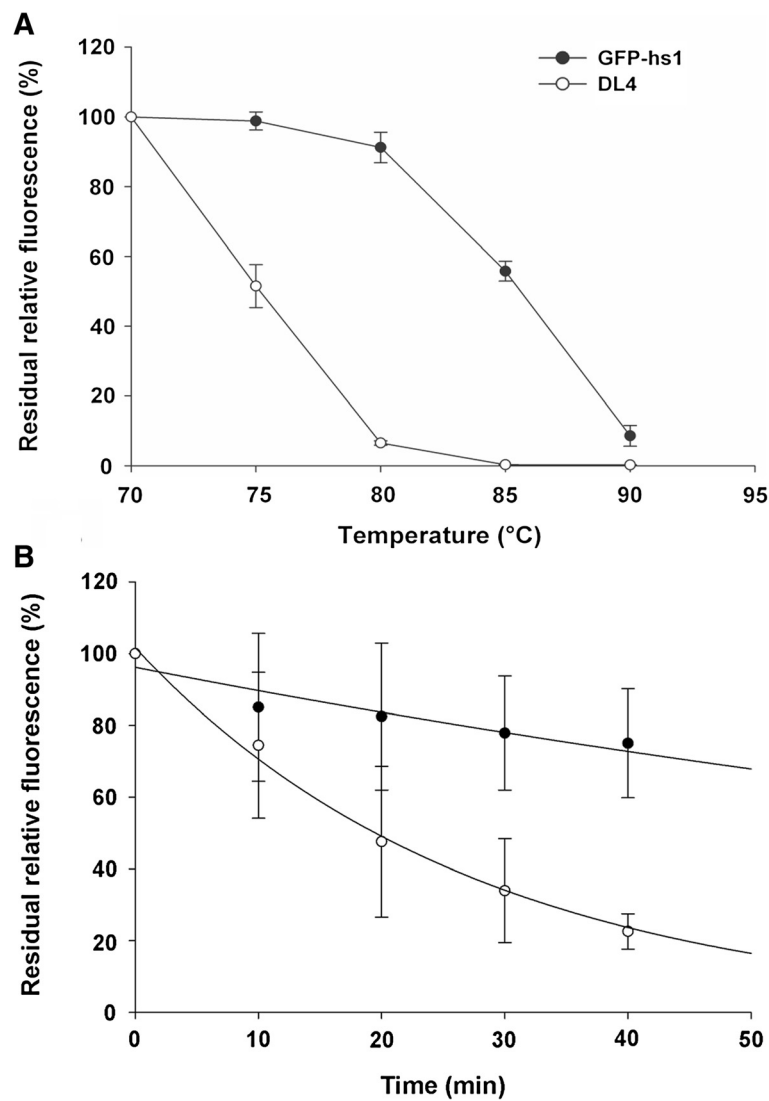 A
Residual relative fluorescence (%)
120
100
80
60
40
20
0
GFP-hs1
DL4
70 75 80 85 90 95
Temperature (°C)
B
Residual relative fluorescence (%)
120
100
80
60
40
20
0
0 10 20 30 40 50
Time (min)